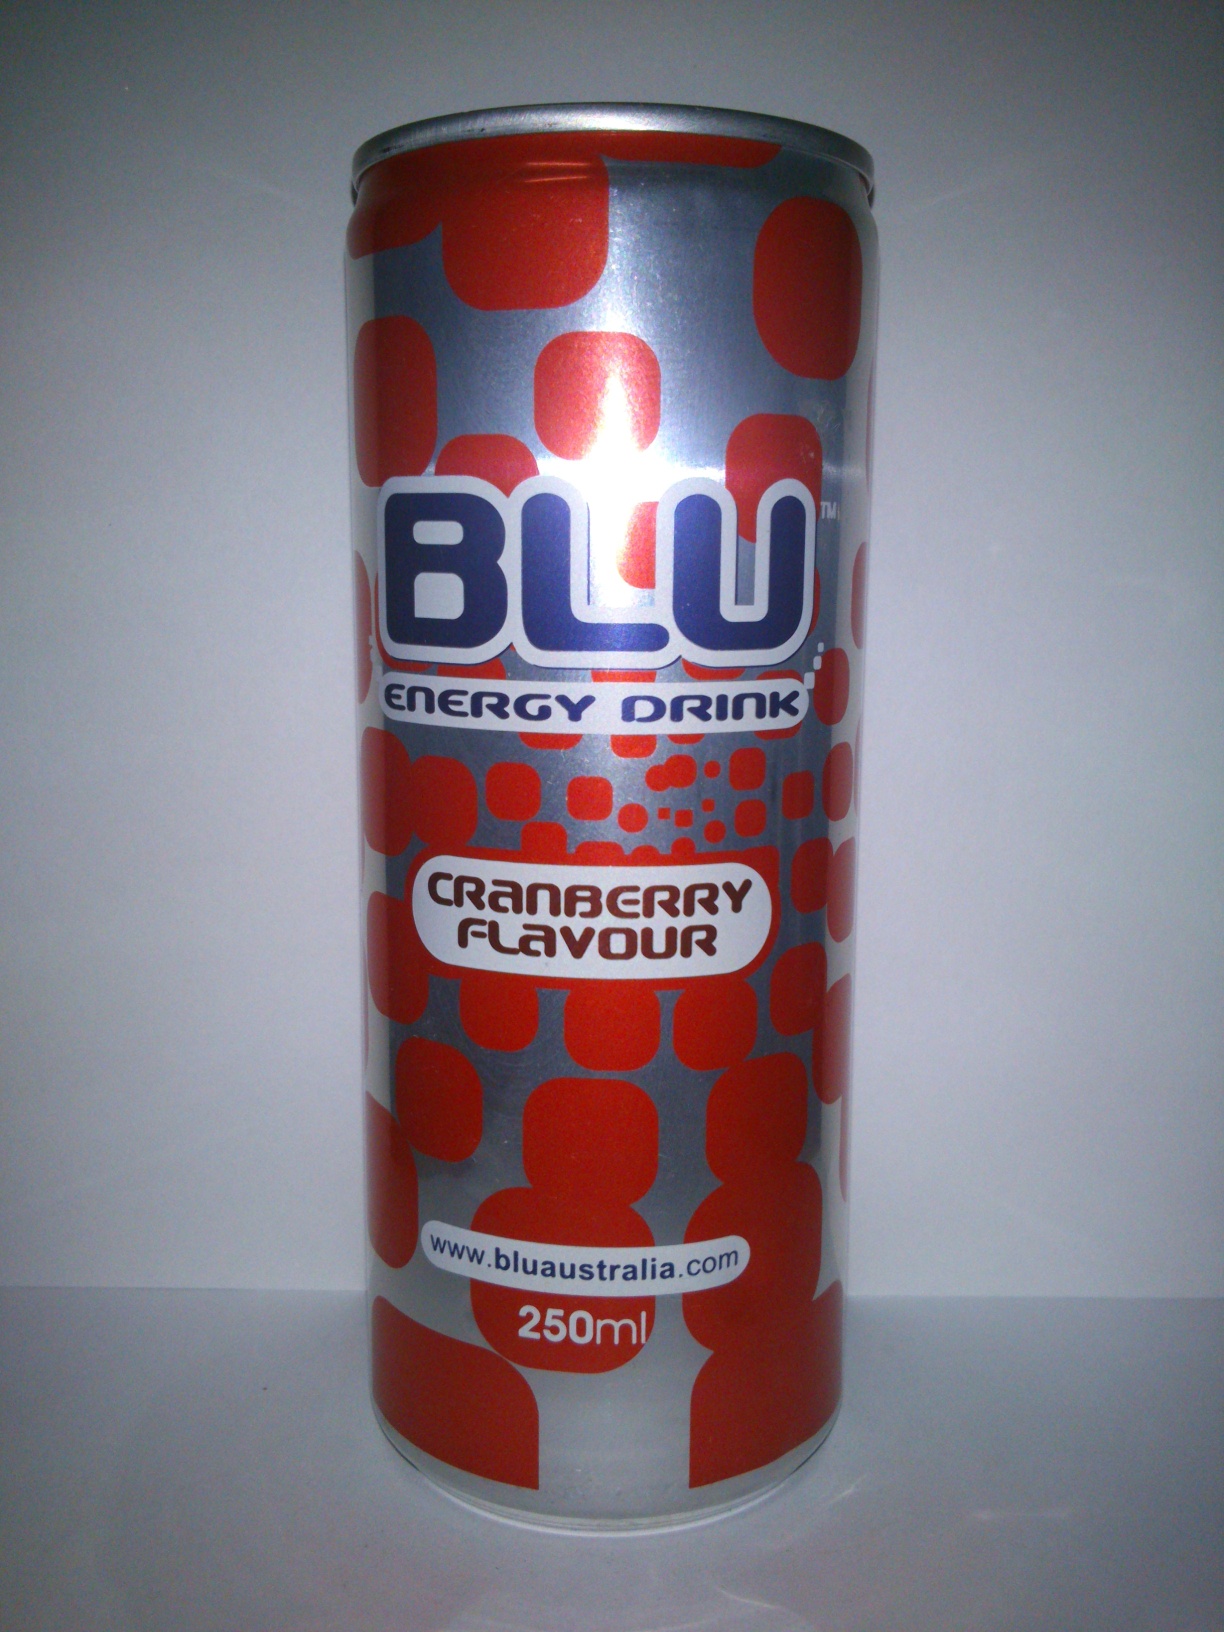 BLU™
ENERGY DRINK
CRANBERRY
FLAVOUR
www.bluaustralia.com
250ml